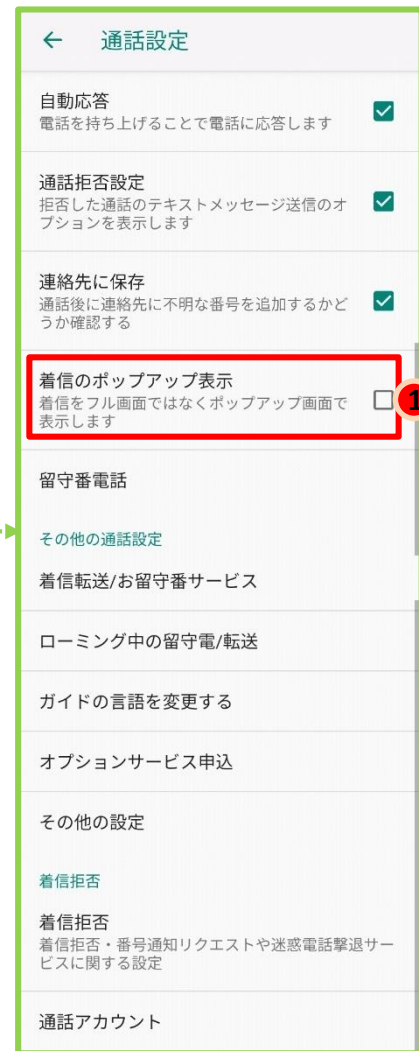 ← 通話設定
自動応答
電話を持ち上げることで電話に応答します
通話拒否設定
拒否した通話のテキストメッセージ送信のオ
プションを表示します
連絡先に保存
通話後に連絡先に不明な番号を追加するかど
うか確認する
着信のポップアップ表示
着信をフル画面ではなくポップアップ画面で
表示します
1
留守番電話
その他の通話設定
着信転送/お留守番サービス
ローミング中の留守電/転送
ガイドの言語を変更する
オプションサービス申込
その他の設定
着信拒否
着信拒否
着信拒否・番号通知リクエストや迷惑電話撃退サー
ビスに関する設定
通話アカウント